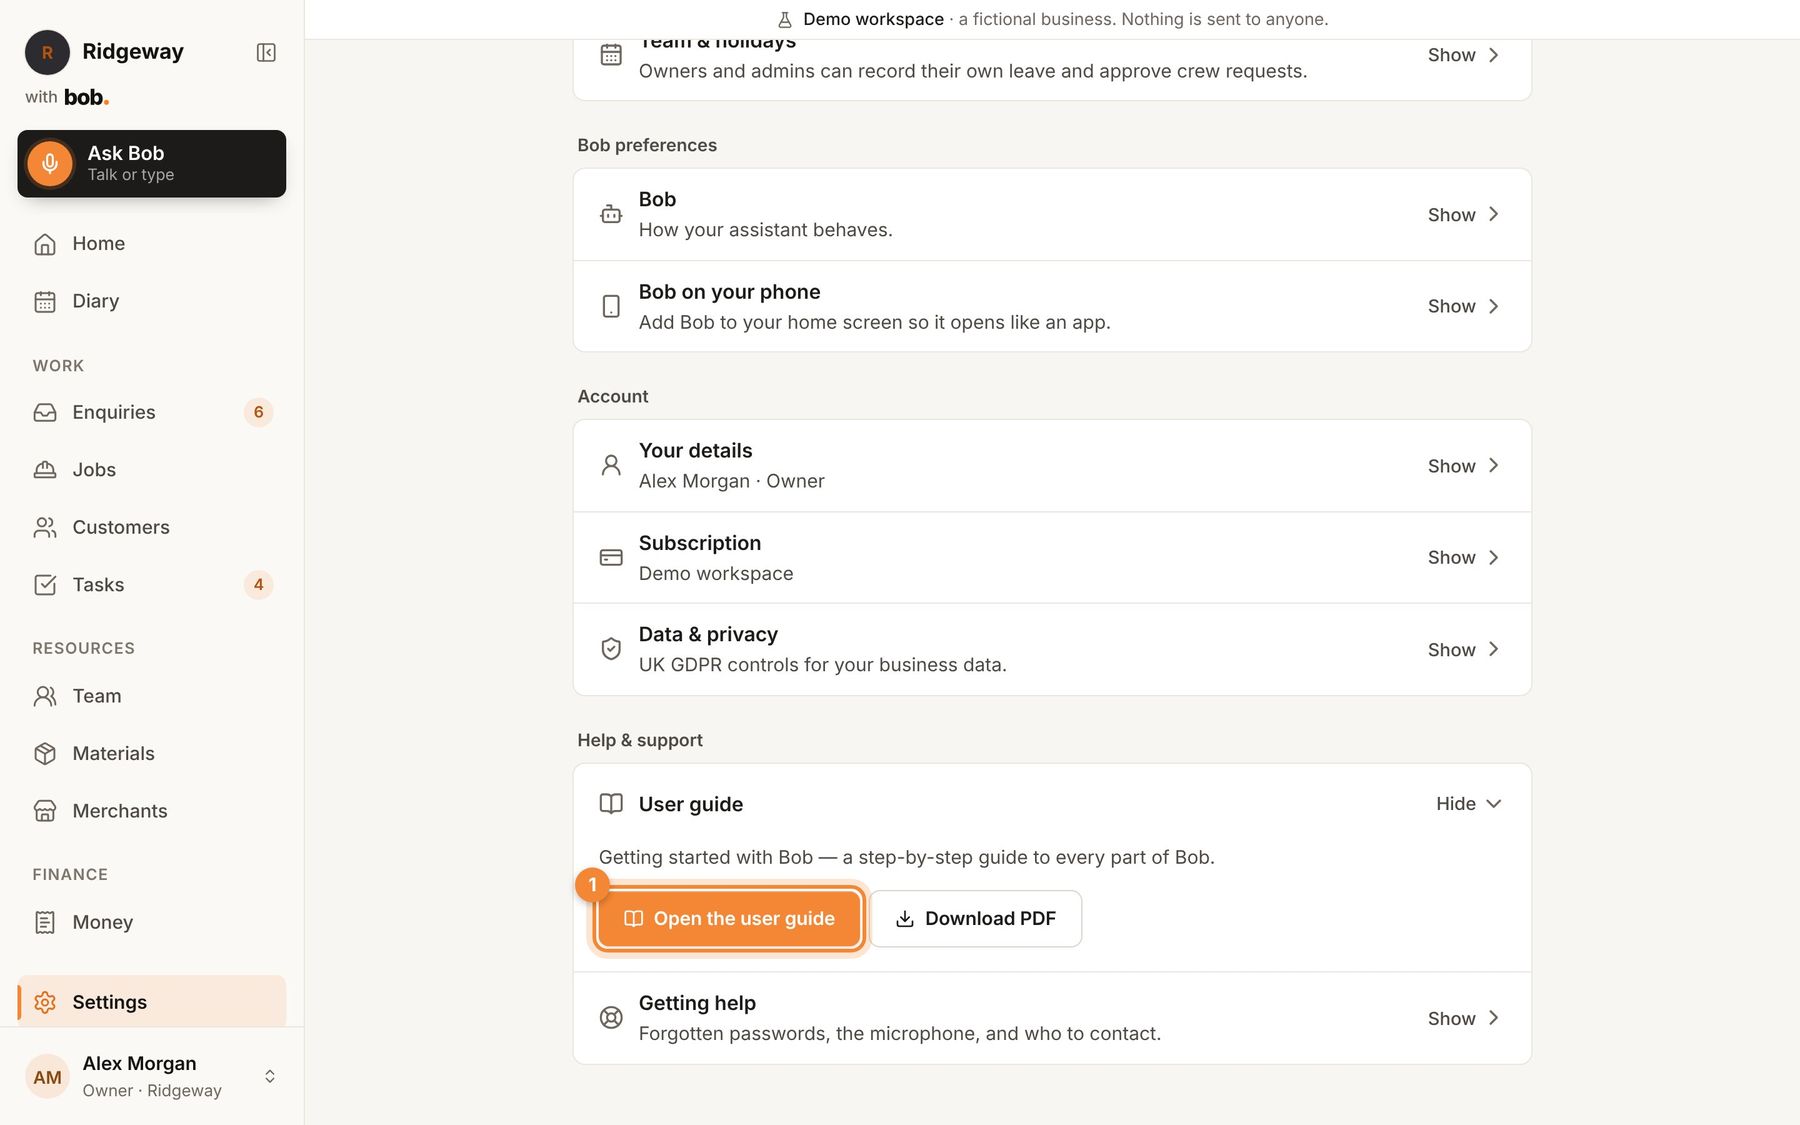 Demo workspace · a fictional business. Nothing is sent to anyone.
R
Ridgeway
with bob.
Ask Bob
Talk or type
Home
Diary
WORK
Enquiries 6
Jobs
Customers
Tasks 4
RESOURCES
Team
Materials
Merchants
FINANCE
Money
Settings
AM
Alex Morgan
Owner · Ridgeway
Team & holidays
Owners and admins can record their own leave and approve crew requests.
Show
Bob preferences
Bob
How your assistant behaves.
Show
Bob on your phone
Add Bob to your home screen so it opens like an app.
Show
Account
Your details
Alex Morgan · Owner
Show
Subscription
Demo workspace
Show
Data & privacy
UK GDPR controls for your business data.
Show
Help & support
User guide
Hide
Getting started with Bob — a step-by-step guide to every part of Bob.
1
Open the user guide
Download PDF
Getting help
Forgotten passwords, the microphone, and who to contact.
Show